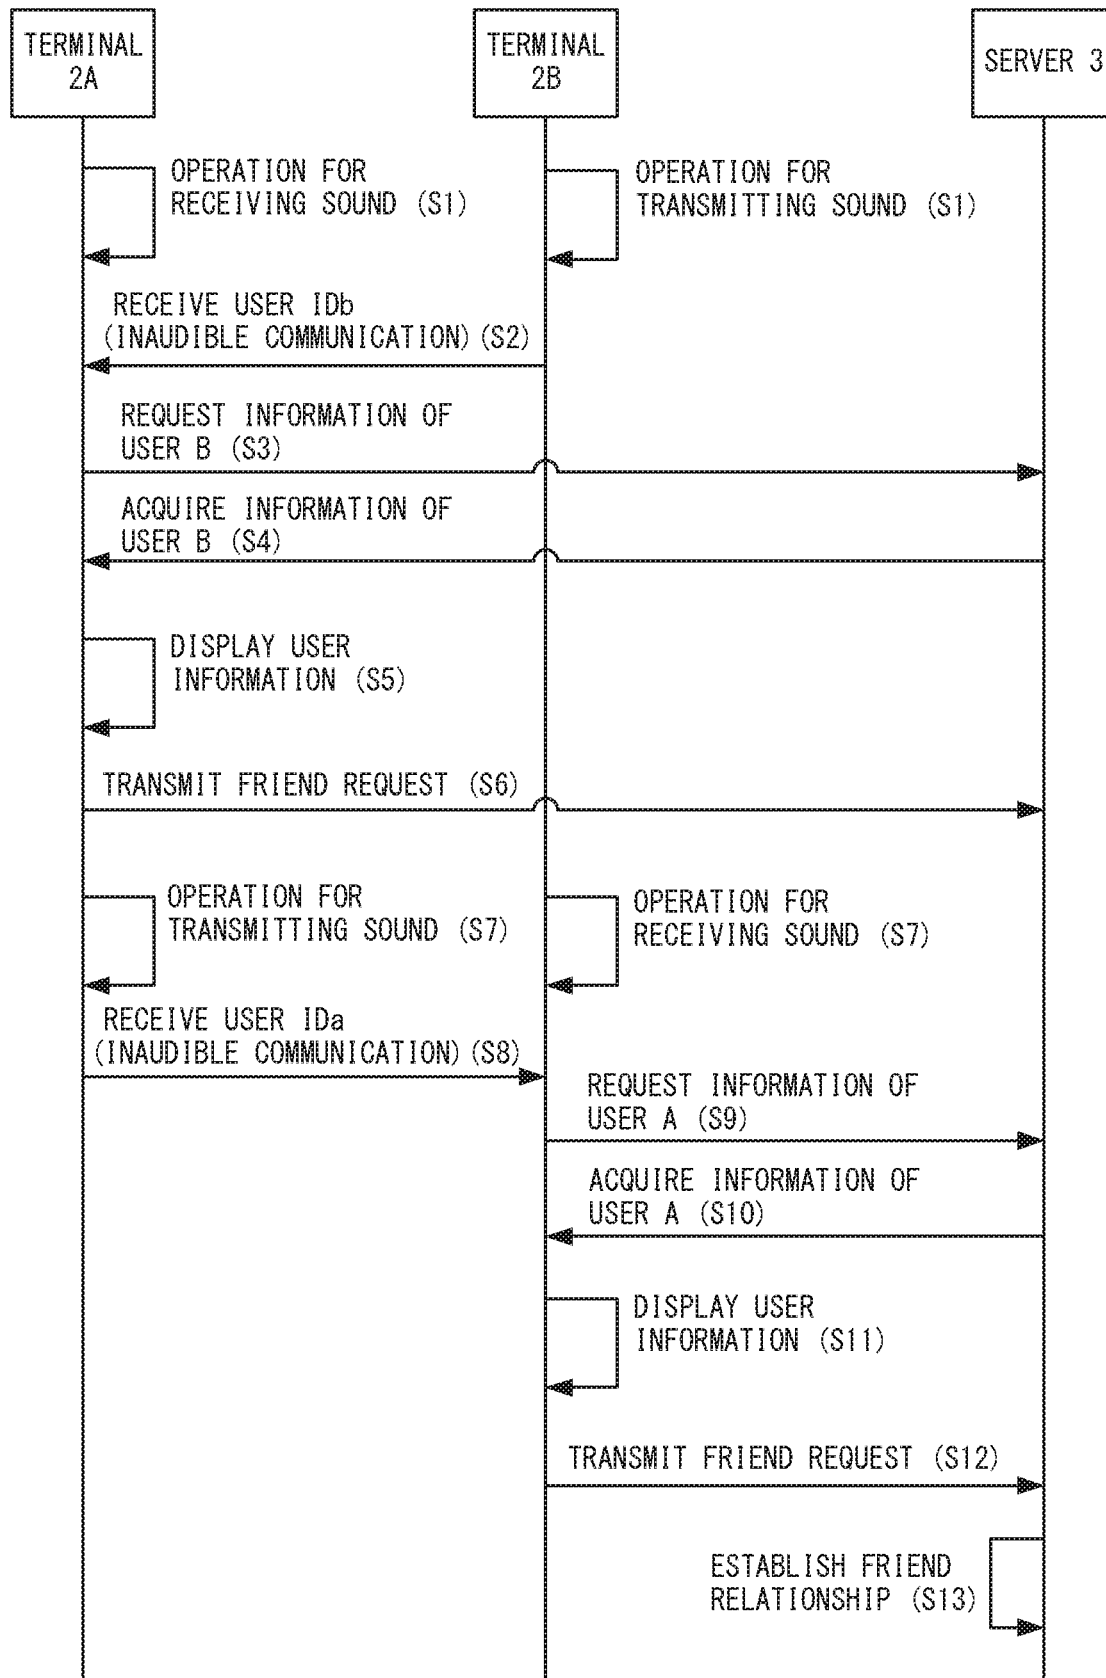 TERMINAL
2A
TERMINAL
2B
SERVER 3
OPERATION FOR
RECEIVING SOUND (S1)
OPERATION FOR
TRANSMITTING SOUND (S1)
RECEIVE USER IDb
(INAUDIBLE COMMUNICATION) (S2)
REQUEST INFORMATION OF
USER B (S3)
ACQUIRE INFORMATION OF
USER B (S4)
DISPLAY USER
INFORMATION (S5)
TRANSMIT FRIEND REQUEST (S6)
OPERATION FOR
TRANSMITTING SOUND (S7)
OPERATION FOR
RECEIVING SOUND (S7)
RECEIVE USER IDa
(INAUDIBLE COMMUNICATION) (S8)
REQUEST INFORMATION OF
USER A (S9)
ACQUIRE INFORMATION OF
USER A (S10)
DISPLAY USER
INFORMATION (S11)
TRANSMIT FRIEND REQUEST (S12)
ESTABLISH FRIEND
RELATIONSHIP (S13)